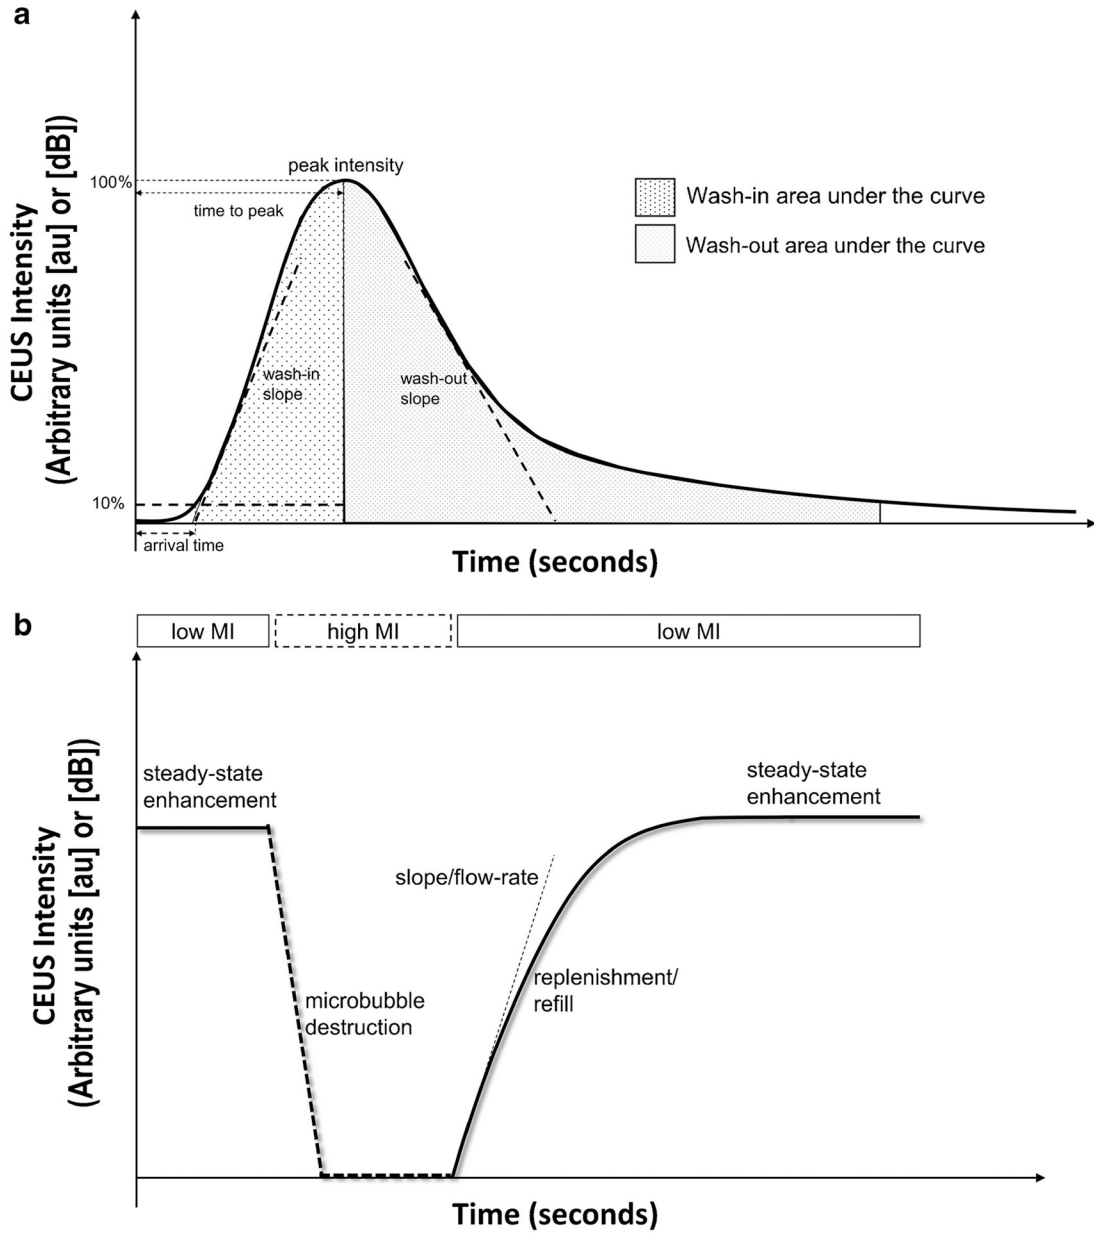 a
CEUS Intensity
(Arbitrary units [au] or [dB])
peak intensity
100%
time to peak
Wash-in area under the curve
Wash-out area under the curve
wash-in
slope
wash-out
slope
10%
arrival time
Time (seconds)
b
low MI
high MI
low MI
CEUS Intensity
(Arbitrary units [au] or [dB])
steady-state
enhancement
steady-state
enhancement
slope/flow-rate
replenishment/
refill
microbubble
destruction
Time (seconds)